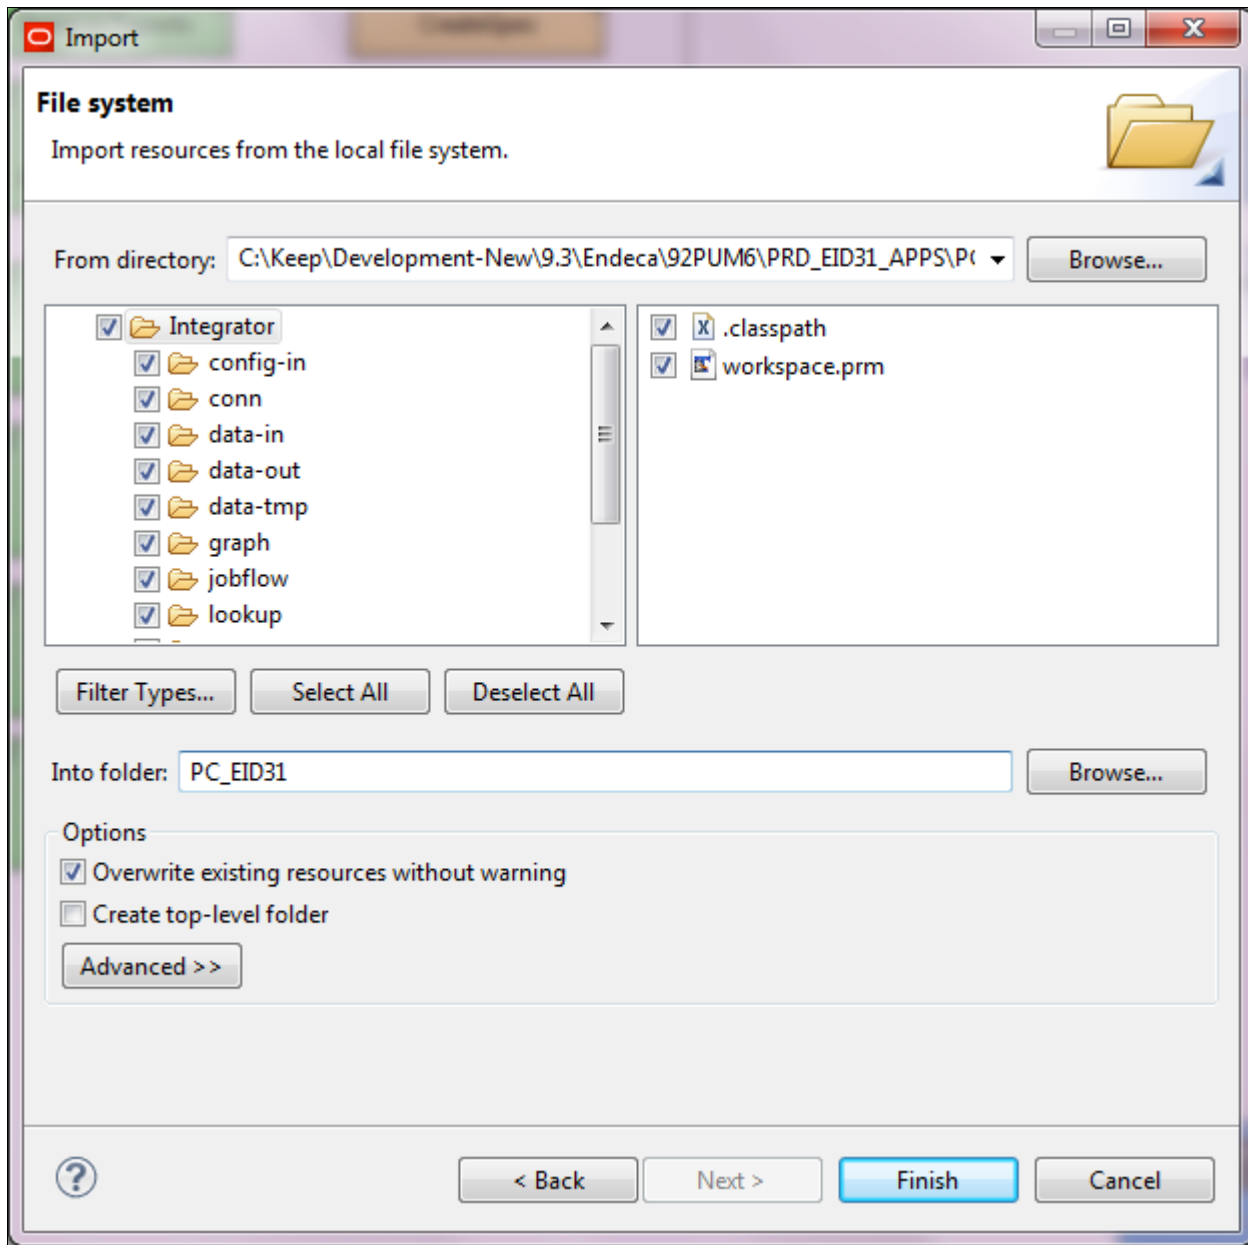 Import
File system
Import resources from the local file system.
From directory: C:\Keep\Development-New\9.3\Endeca\92PUM6\PRD_EID31_APPS\P Browse...
Integrator
config-in
conn
data-in
data-out
data-tmp
graph
jobflow
lookup
.classpath
workspace.prm
Filter Types... Select All Deselect All
Into folder: PC_EID31 Browse...
Options
Overwrite existing resources without warning
Create top-level folder
Advanced >>
< Back Next > Finish Cancel